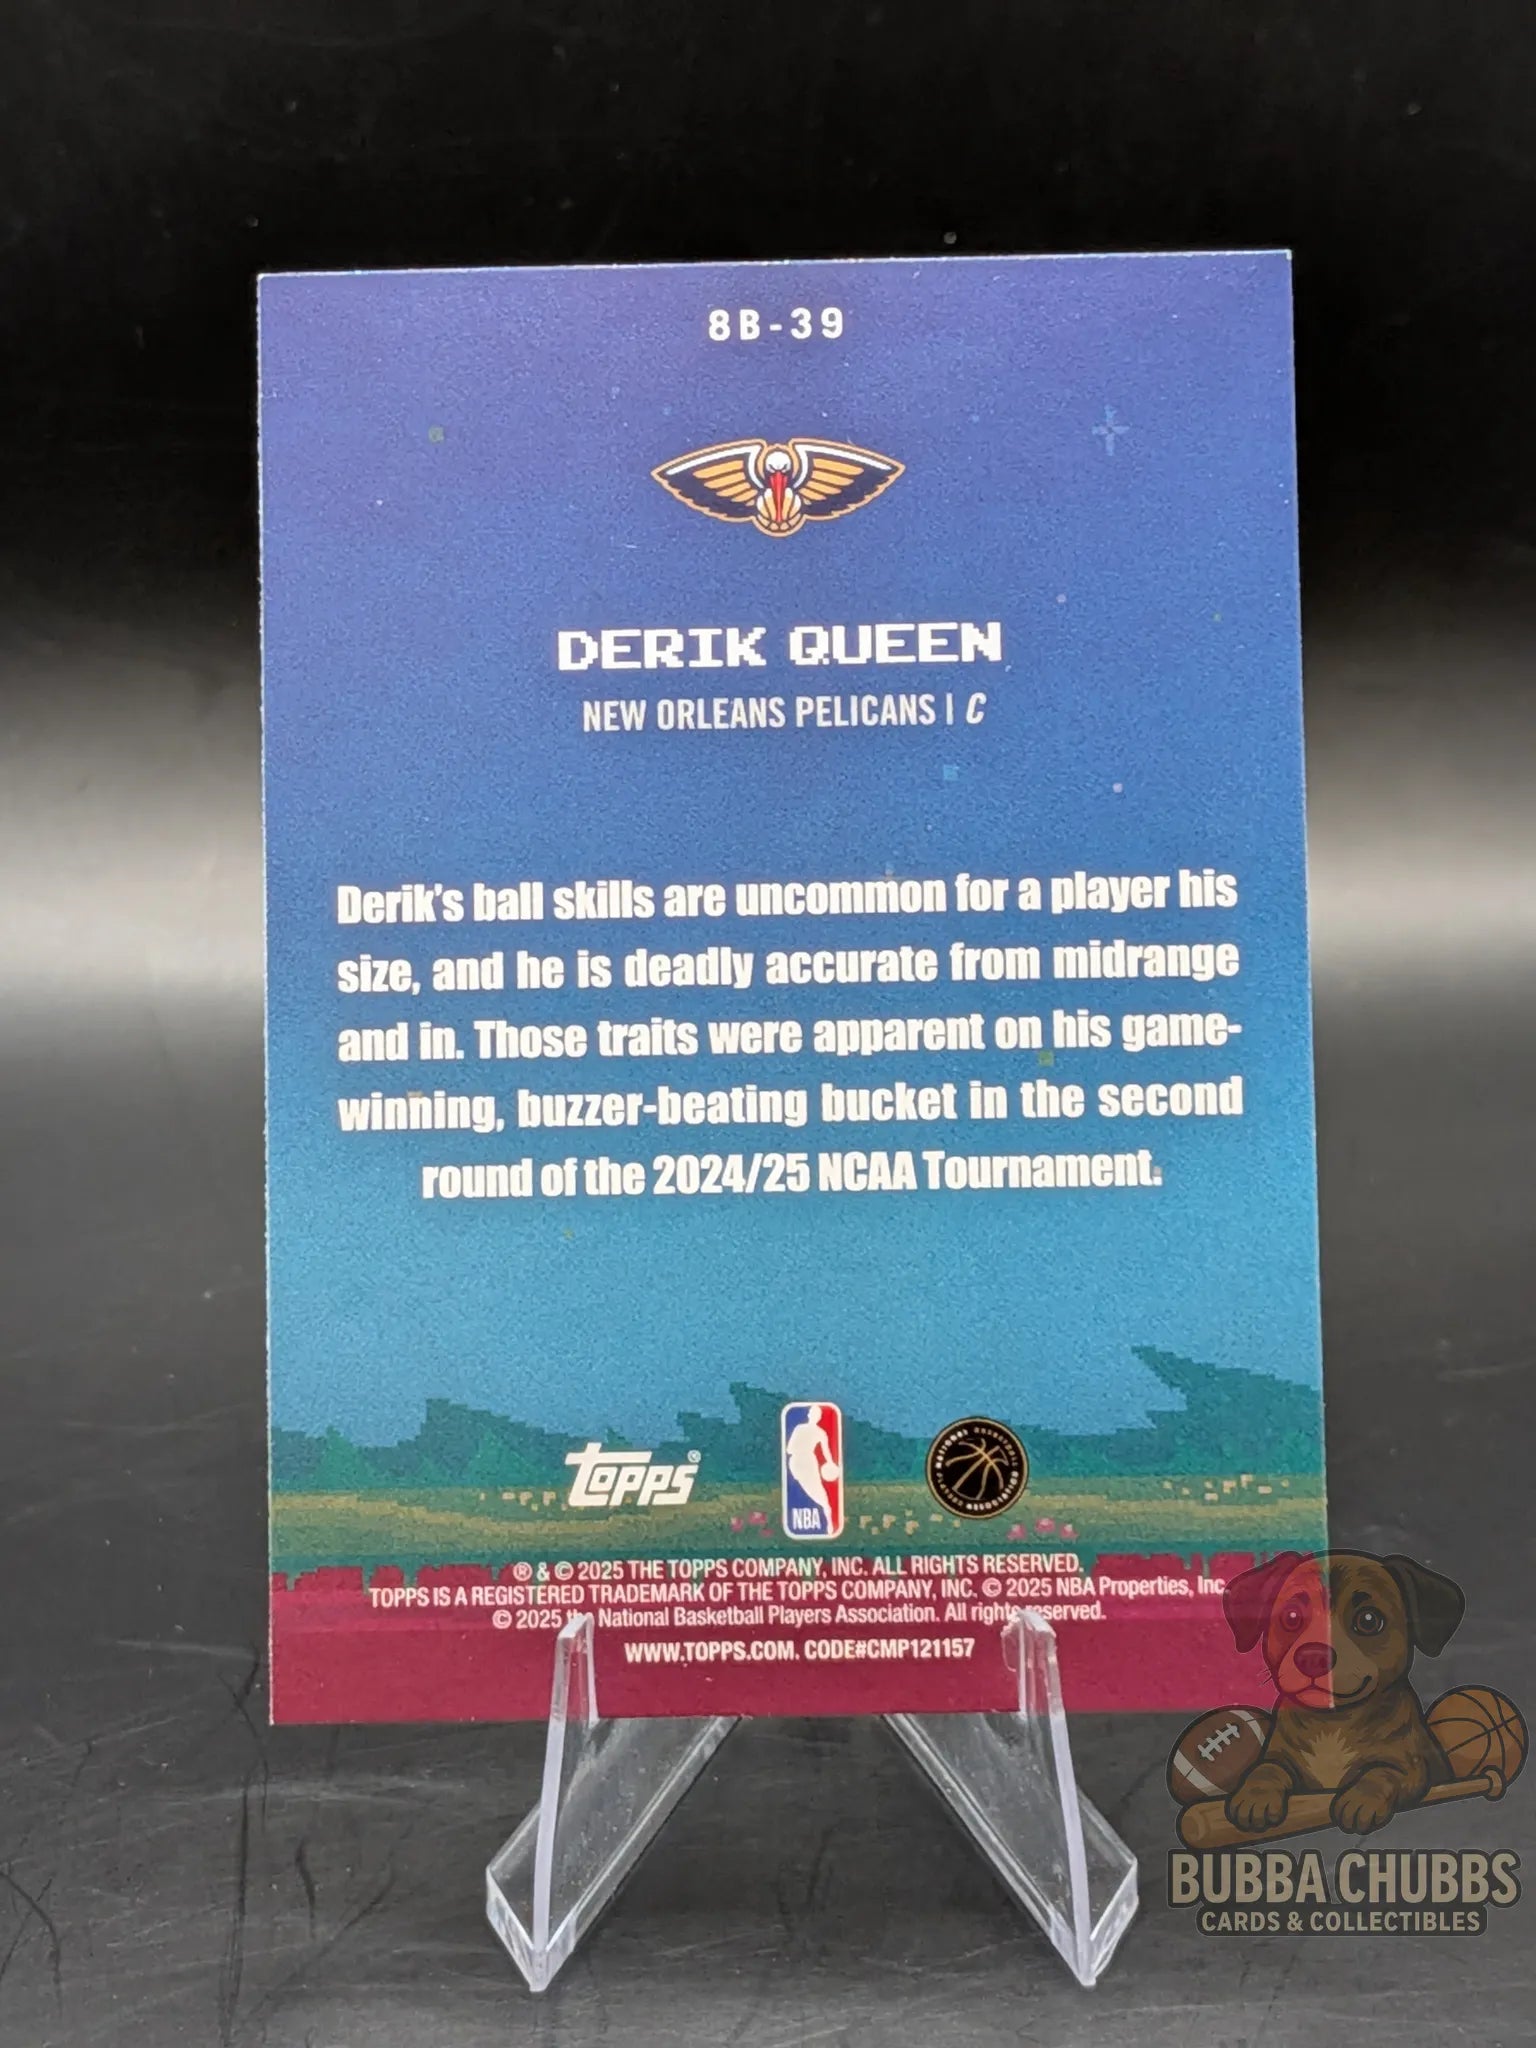 8B-39
DERIK QUEEN
NEW ORLEANS PELICANS | C
Derik's ball skills are uncommon for a player his
size, and he is deadly accurate from midrange
and in. Those traits were apparent on his game-
winning, buzzer-beating bucket in the second
round of the 2024/25 NCAA Tournament.
TOPPS®
NBA
® & © 2025 THE TOPPS COMPANY, INC. ALL RIGHTS RESERVED.
TOPPS IS A REGISTERED TRADEMARK OF THE TOPPS COMPANY, INC. © 2025 NBA Properties, Inc.
© 2025 the National Basketball Players Association. All rights reserved.
WWW.TOPPS.COM. CODE#CMP121157
BUBBA CHUBBS
CARDS & COLLECTIBLES